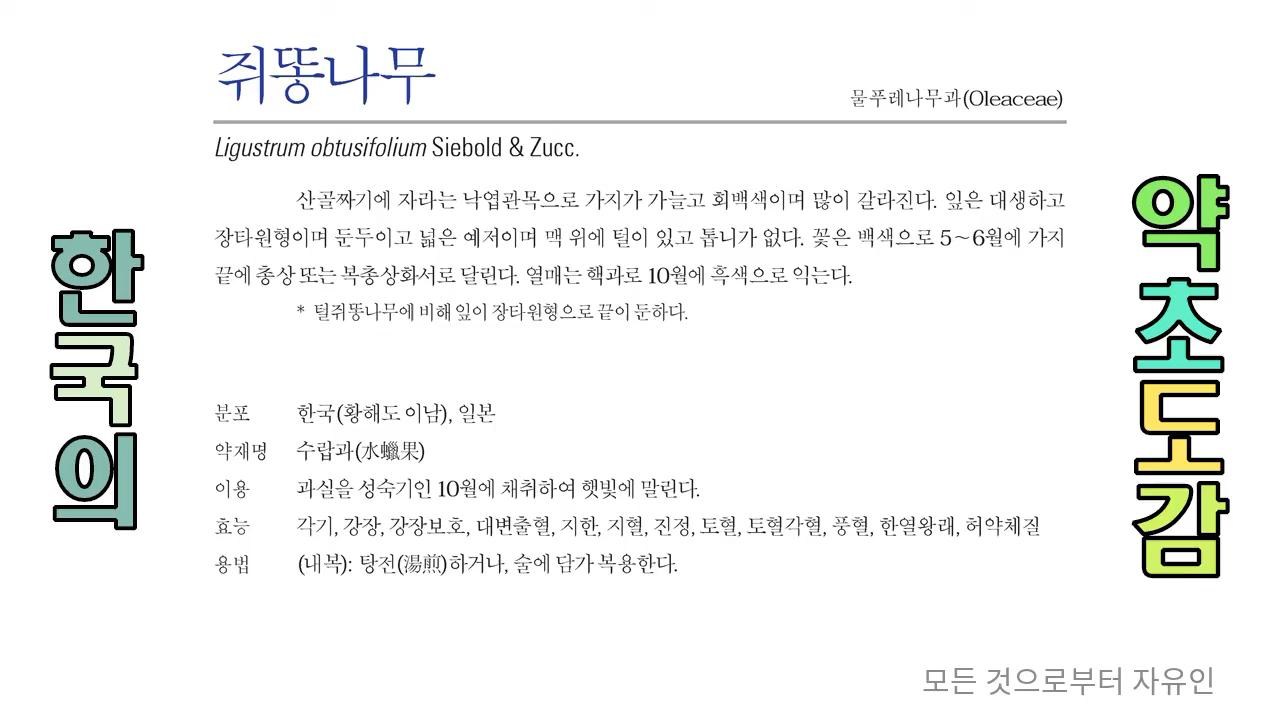 쥐똥나무
물푸레나무과(Oleaceae)
Ligustrum obtusifolium Siebold & Zucc.
산골짜기에 자라는 낙엽관목으로 가지가 가늘고 회백색이며 많이 갈라진다. 잎은 대생하고
장타원형이며 둔두이고 넓은 예저이며 맥 위에 털이 있고 톱니가 없다. 꽃은 백색으로 5~6월에 가지
끝에 총상 또는 복총상화서로 달린다. 열매는 핵과로 10월에 흑색으로 익는다.
* 털쥐똥나무에 비해 잎이 장타원형으로 끝이 둔하다.
분포 한국(황해도 이남), 일본
약재명 수랍과(水蠟果)
이용 과실을 성숙기인 10월에 채취하여 햇빛에 말린다.
효능 각기, 강장, 강장보호, 대변출혈, 지한, 지혈, 진정, 토혈, 토혈각혈, 풍혈, 한열왕래, 허약체질
용법 (내복): 탕전(湯煎)하거나, 술에 담가 복용한다.
한국의
약초도감
모든 것으로부터 자유인